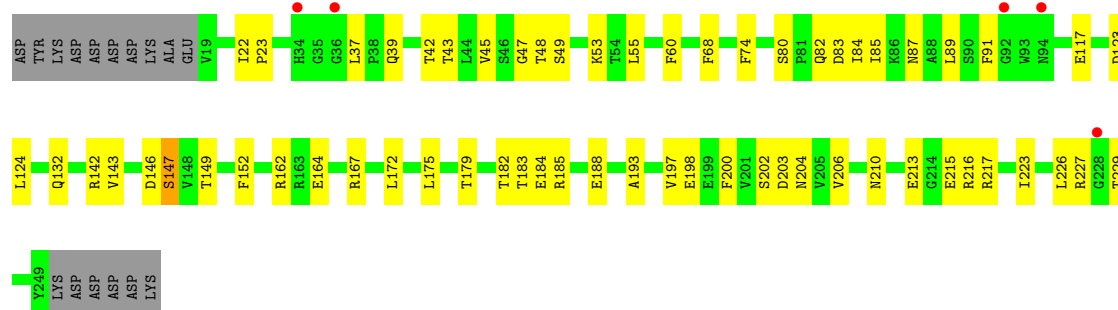 ASP TYR LYS ASP ASP ASP ASP LYS ALA GLU V19 I22 P23 H34 G35 G36 L37 P38 Q39 T42 T43 L44 V45 S46 G47 T48 S49 K53 T54 L55 F60 F68 F74 S80 P81 Q82 D83 I84 I85 K86 N87 A88 L89 S90 F91 G92 W93 N94 E117 D123
L124 Q132 R142 V143 D146 S147 V148 T149 F152 R162 R163 E164 R167 L172 L175 T179 T182 T183 E184 R185 E188 A193 V197 E198 E199 F200 V201 S202 D203 N204 V205 V206 N210 E213 G214 E215 R216 R217 I223 L226 R227 G228 T229
Y249 LYS ASP ASP ASP ASP LYS